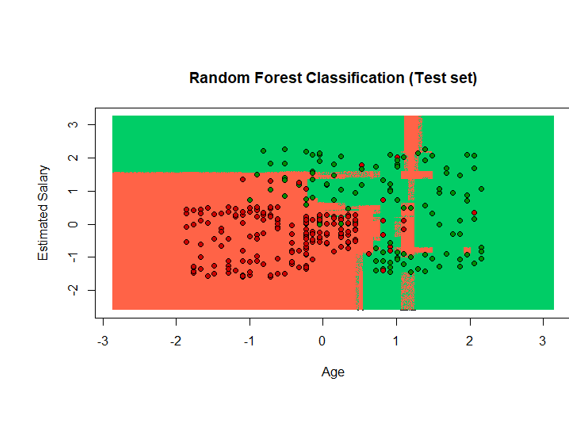 Random Forest Classification (Test set)
Estimated Salary
3
2
1
0
-1
-2
-3 -2 -1 0 1 2 3
Age